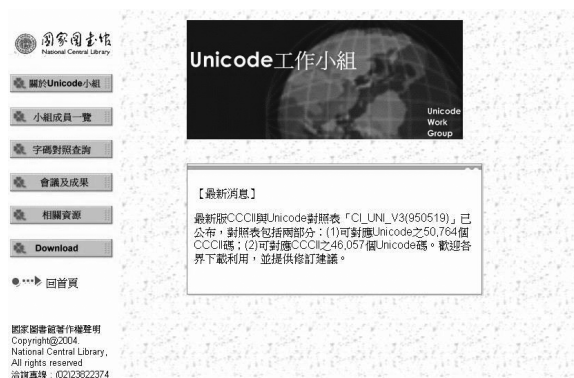 國家圖書館
National Central Library
關於Unicode小組
小組成員一覽
字碼對照查詢
會議及成果
相關資源
Download
回首頁
國家圖書館著作權聲明
Copyright@2004.
National Central Library,
All rights reserved
洽詢專線：(02)23822374
Unicode工作小組
Unicode
Work
Group
【最新消息】
最新版CCCII與Unicode對照表「CI_UNI_V3(950519)」已
公布，對照表包括兩部分：(1)可對應Unicode之50,764個
CCCII碼；(2)可對應CCCII之46,057個Unicode碼。歡迎各
界下載利用，並提供修訂建議。